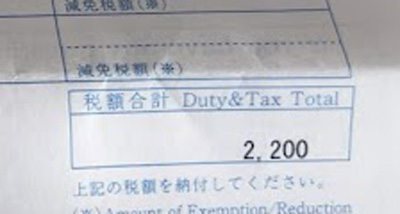 減免税額(※)
減免税額(※)
税額合計 Duty&Tax Total
2,200
上記の税額を納付してください。
(※)Amount of Exemption/Reduction